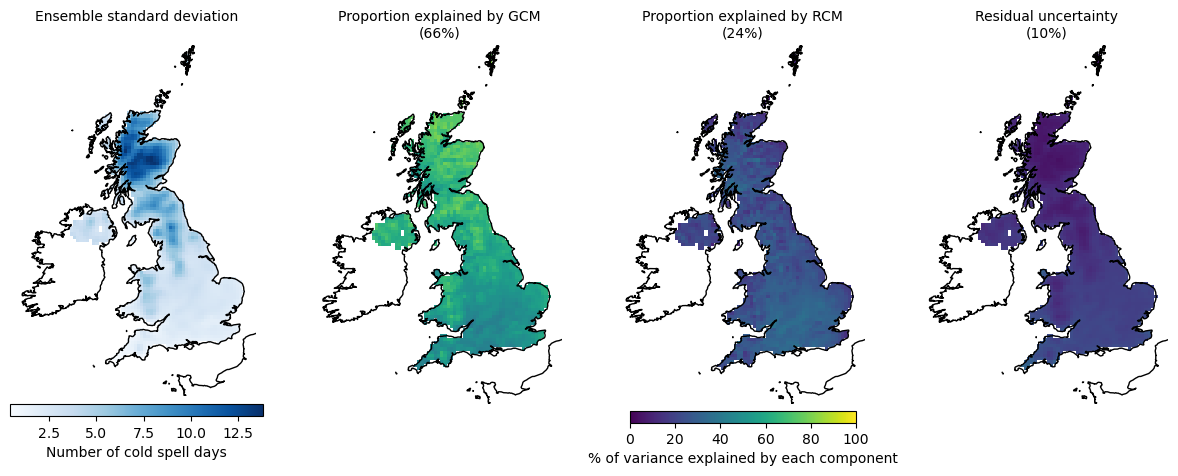 Ensemble standard deviation
Proportion explained by GCM
(66%)
Proportion explained by RCM
(24%)
Residual uncertainty
(10%)
2.5 5.0 7.5 10.0 12.5
Number of cold spell days
0 20 40 60 80 100
% of variance explained by each component